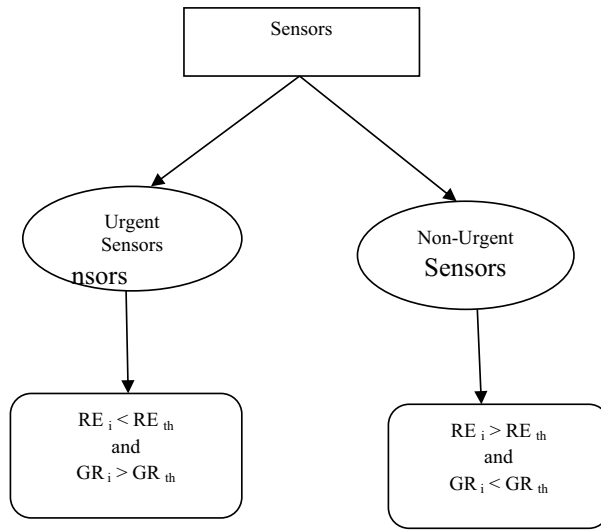 Sensors
Urgent
Sensors
nsors
Non-Urgent
Sensors
RE i < RE th
and
GR i > GR th
RE i > RE th
and
GR i < GR th